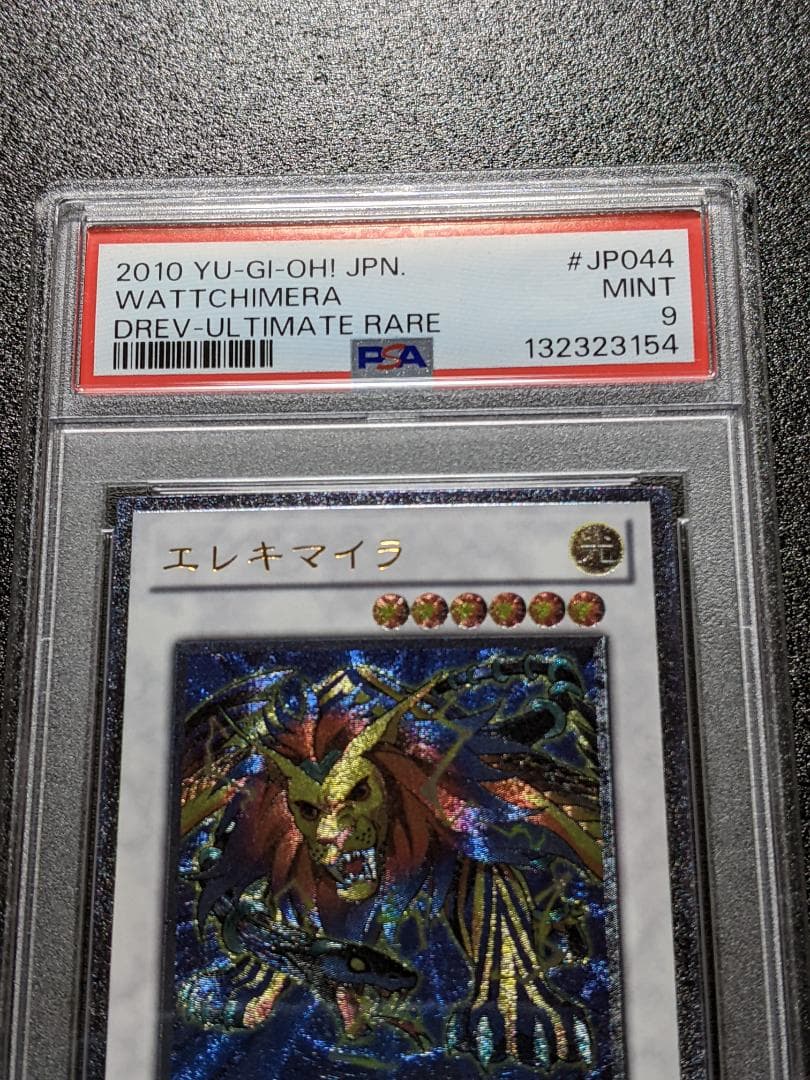 2010 YU-GI-OH! JPN. #JP044
WATTCHIMERA MINT
DREV-ULTIMATE RARE 9
PSA 132323154
エレキマイラ 光